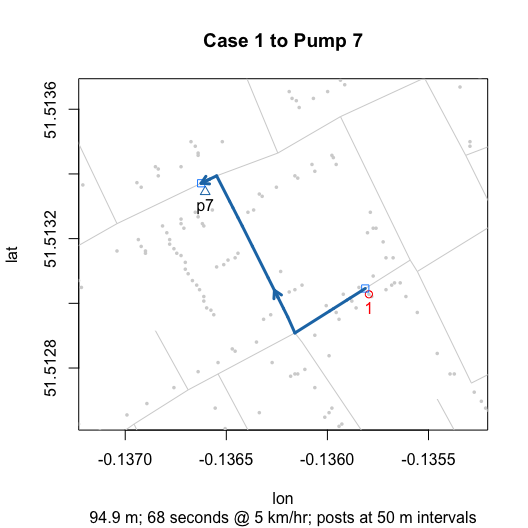 Case 1 to Pump 7
51.5136
51.5132
51.5128
lat
p7
1
-0.1370 -0.1365 -0.1360 -0.1355
lon
94.9 m; 68 seconds @ 5 km/hr; posts at 50 m intervals